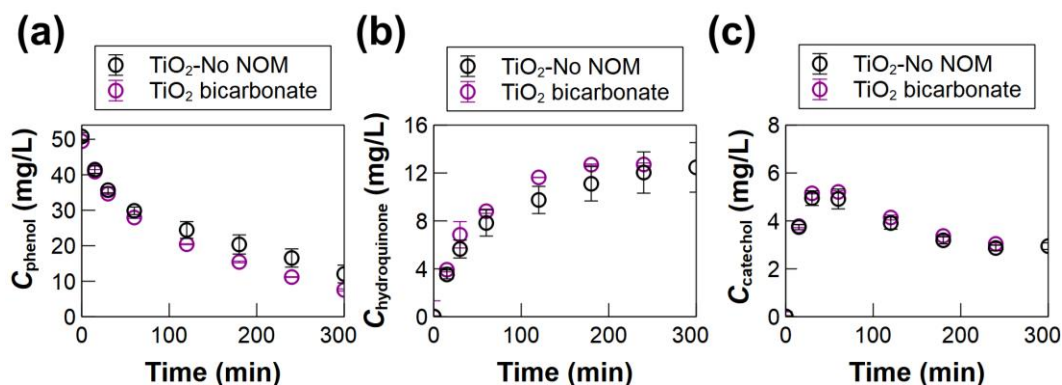 (a)
TiO₂-No NOM
TiO₂ bicarbonate
C_phenol (mg/L)
50
40
30
20
10
0
0 100 200 300
Time (min)
(b)
TiO₂-No NOM
TiO₂ bicarbonate
C_hydroquinone (mg/L)
16
12
8
4
0
0 100 200 300
Time (min)
(c)
TiO₂-No NOM
TiO₂ bicarbonate
C_catechol (mg/L)
8
6
4
2
0
0 100 200 300
Time (min)